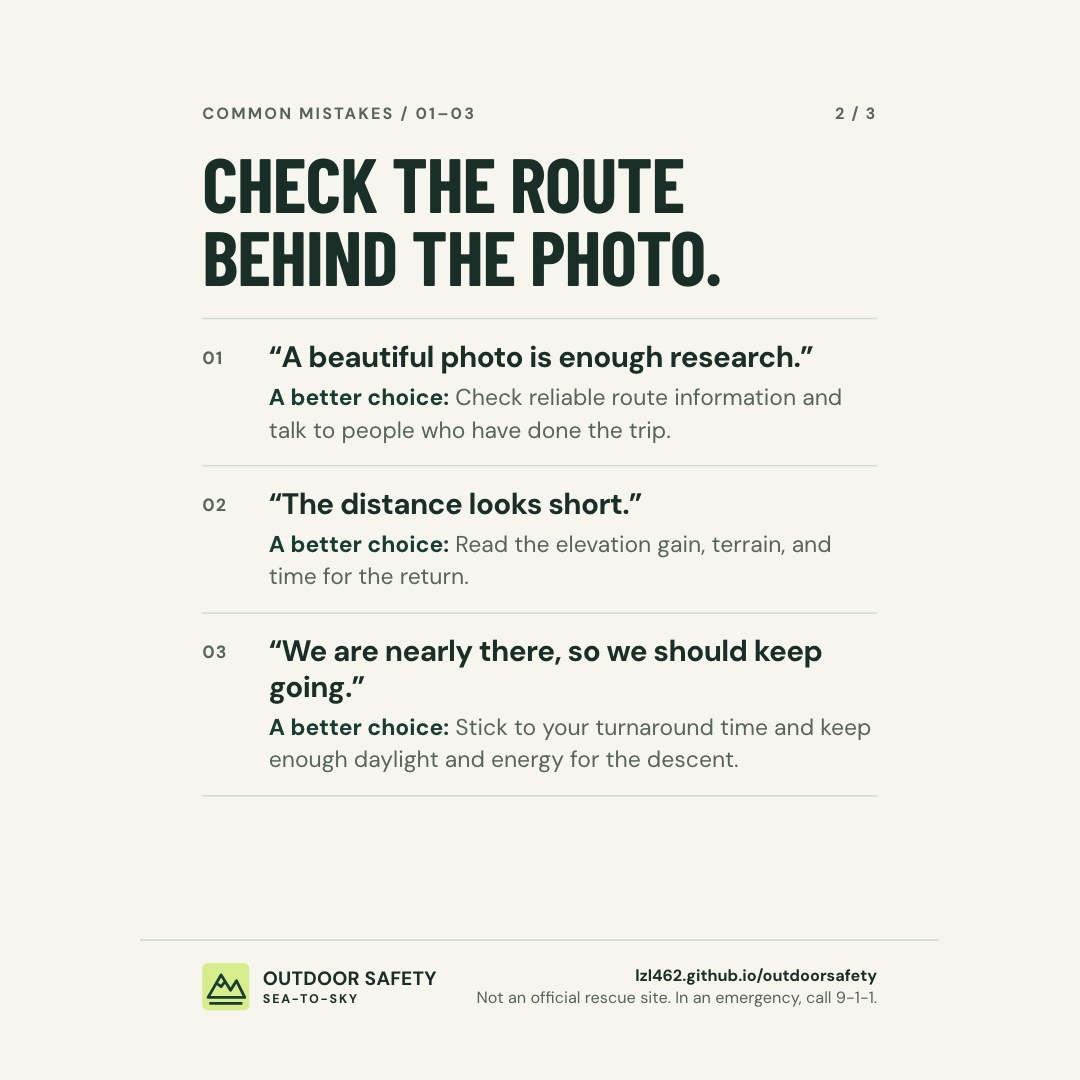 COMMON MISTAKES / 01–03
2 / 3
CHECK THE ROUTE
BEHIND THE PHOTO.
01
“A beautiful photo is enough research.”
A better choice: Check reliable route information and
talk to people who have done the trip.
02
“The distance looks short.”
A better choice: Read the elevation gain, terrain, and
time for the return.
03
“We are nearly there, so we should keep
going.”
A better choice: Stick to your turnaround time and keep
enough daylight and energy for the descent.
OUTDOOR SAFETY
SEA-TO-SKY
lzl462.github.io/outdoorsafety
Not an official rescue site. In an emergency, call 9-1-1.